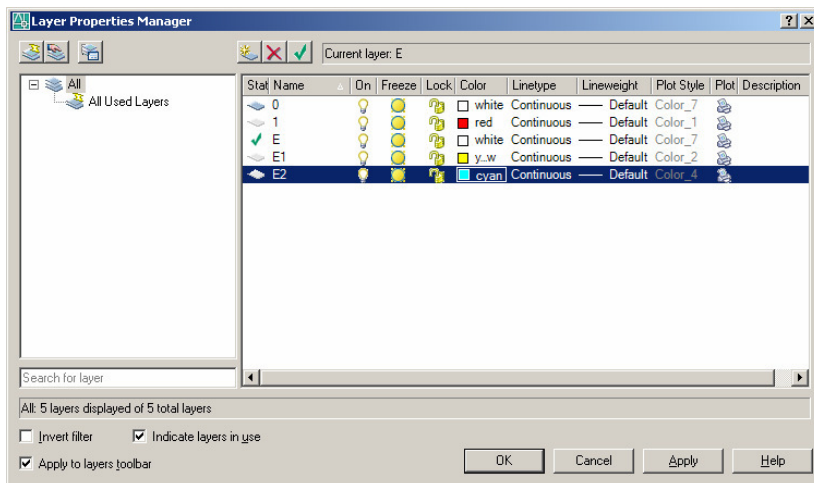 Layer Properties Manager
Current layer: E
All
All Used Layers
Stat Name On Freeze Lock Color Linetype Lineweight Plot Style Plot Description
0 white Continuous Default Color_7
1 red Continuous Default Color_1
E white Continuous Default Color_7
E1 y...w Continuous Default Color_2
E2 cyan Continuous Default Color_4
Search for layer
All: 5 layers displayed of 5 total layers
Invert filter Indicate layers in use
Apply to layers toolbar
OK Cancel Apply Help